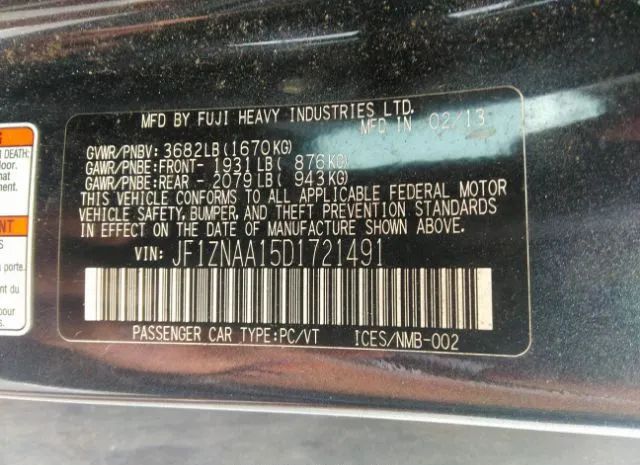 MFD BY FUJI HEAVY INDUSTRIES LTD.
MFD IN 02/13
GVWR/PNBV: 3682LB(1670KG)
GAWR/PNBE:FRONT- 1931LB( 876KG)
GAWR/PNBE:REAR - 2079LB( 943KG)
THIS VEHICLE CONFORMS TO ALL APPLICABLE FEDERAL MOTOR
VEHICLE SAFETY, BUMPER, AND THEFT PREVENTION STANDARDS
IN EFFECT ON THE DATE OF MANUFACTURE SHOWN ABOVE.
VIN: JF1ZNAA15D1721491
PASSENGER CAR TYPE:PC/VT ICES/NMB-002
DEATH: